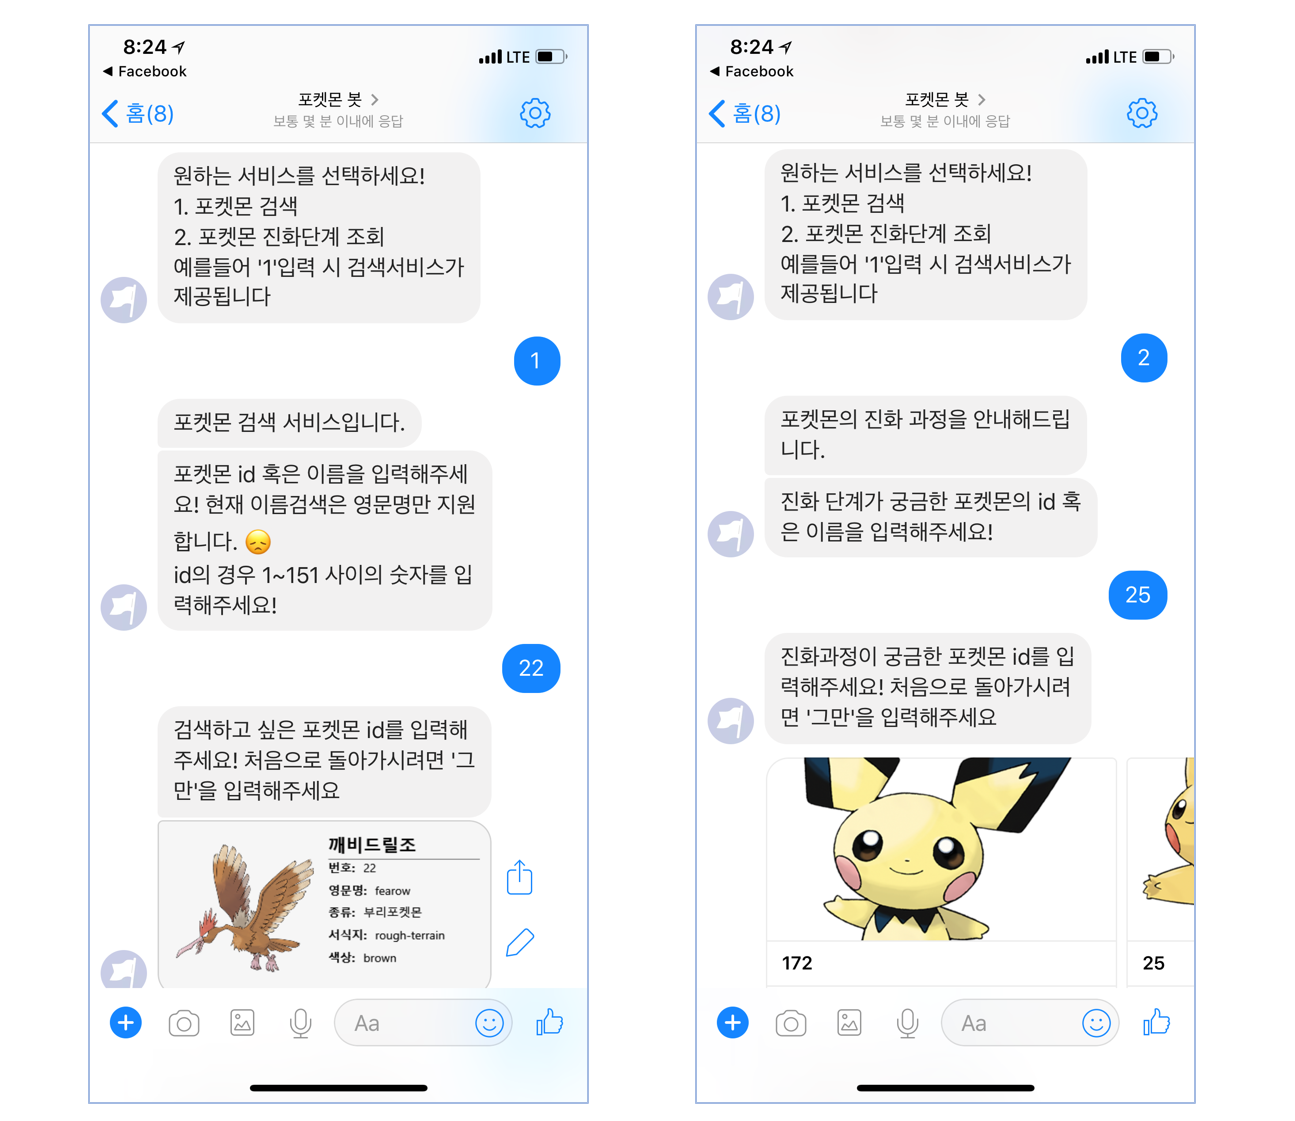 8:24
LTE
Facebook
홈(8)
포켓몬 봇
보통 몇 분 이내에 응답
원하는 서비스를 선택하세요!
1. 포켓몬 검색
2. 포켓몬 진화단계 조회
예를들어 '1'입력 시 검색서비스가
제공됩니다
1
포켓몬 검색 서비스입니다.
포켓몬 id 혹은 이름을 입력해주세
요! 현재 이름검색은 영문명만 지원
합니다. 😞
id의 경우 1~151 사이의 숫자를 입
력해주세요!
22
검색하고 싶은 포켓몬 id를 입력해
주세요! 처음으로 돌아가시려면 '그
만'을 입력해주세요
깨비드릴조
번호: 22
영문명: fearow
종류: 부리포켓몬
서식지: rough-terrain
색상: brown
Aa
8:24
LTE
Facebook
홈(8)
포켓몬 봇
보통 몇 분 이내에 응답
원하는 서비스를 선택하세요!
1. 포켓몬 검색
2. 포켓몬 진화단계 조회
예를들어 '1'입력 시 검색서비스가
제공됩니다
2
포켓몬의 진화 과정을 안내해드립
니다.
진화 단계가 궁금한 포켓몬의 id 혹
은 이름을 입력해주세요!
25
진화과정이 궁금한 포켓몬 id를 입
력해주세요! 처음으로 돌아가시려
면 '그만'을 입력해주세요
172
25
Aa